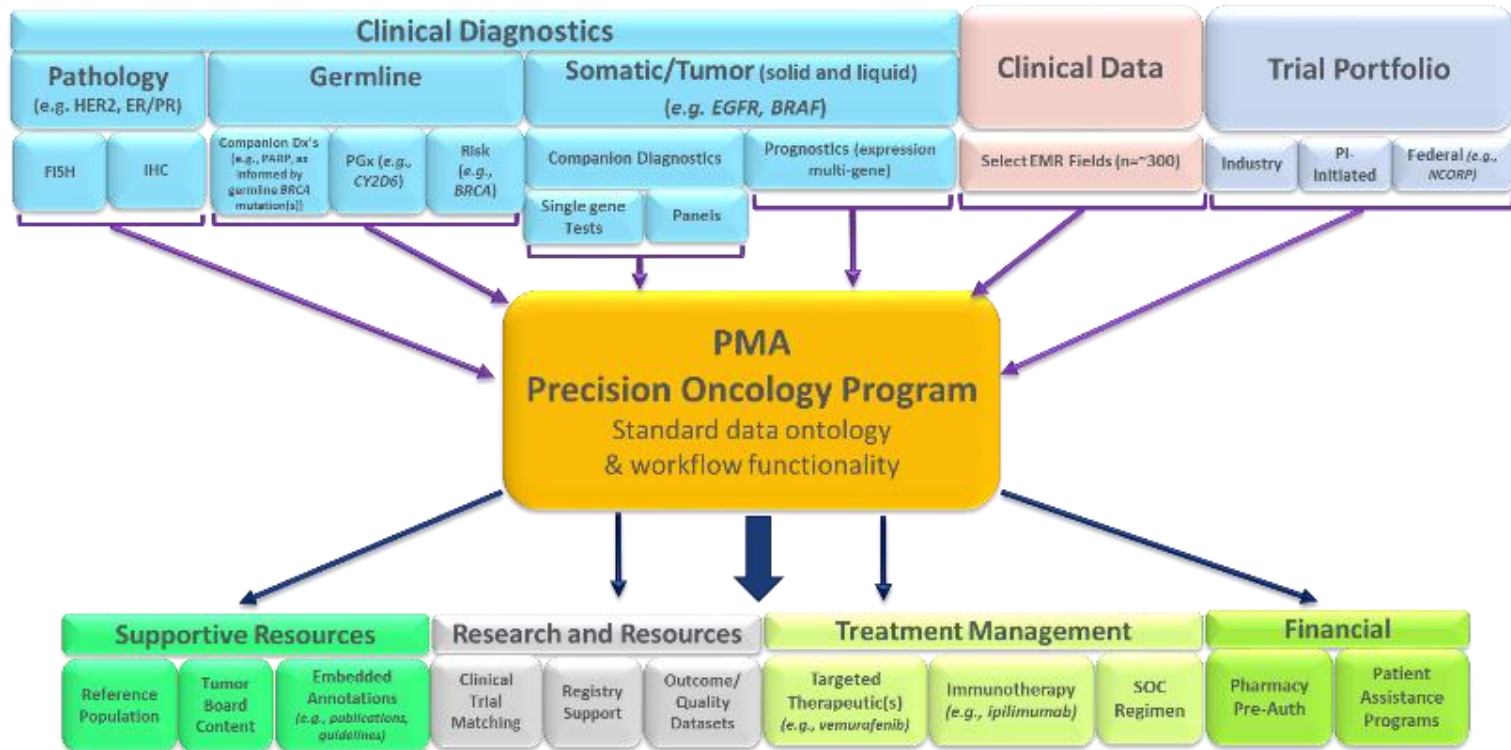 Clinical Diagnostics
Clinical Data
Trial Portfolio
Pathology
(e.g. HER2, ER/PR)
Germline
Somatic/Tumor (solid and liquid)
(e.g. EGFR, BRAF)
FISH
IHC
Companion Dx's
(e.g., PARP, as
informed by
germline BRCA
mutation(s))
PGx (e.g.,
CY2D6)
Risk
(e.g.,
BRCA)
Companion Diagnostics
Single gene
Tests
Panels
Prognostics (expression
multi-gene)
Select EMR Fields (n=~300)
Industry
PI-
Initiated
Federal (e.g.,
NCORP)
PMA
Precision Oncology Program
Standard data ontology
& workflow functionality
Supportive Resources
Research and Resources
Treatment Management
Financial
Reference
Population
Tumor
Board
Content
Embedded
Annotations
(e.g., publications,
guidelines)
Clinical
Trial
Matching
Registry
Support
Outcome/
Quality
Datasets
Targeted
Therapeutic(s)
(e.g., vemurafenib)
Immunotherapy
(e.g., ipilimumab)
SOC
Regimen
Pharmacy
Pre-Auth
Patient
Assistance
Programs